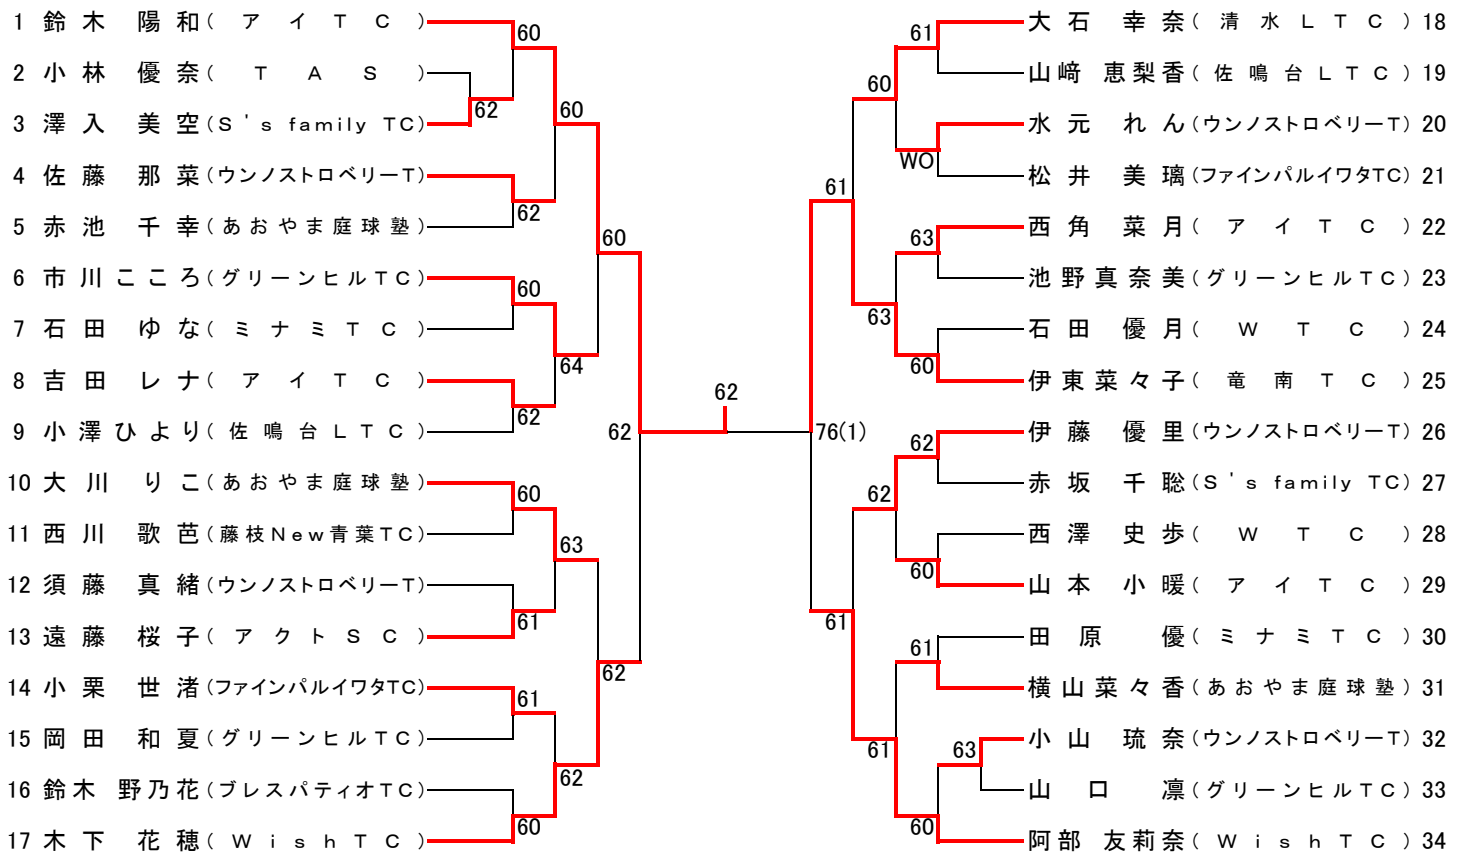 1 鈴木 陽和(アイTC)
2 小林 優奈(TAS)
3 澤入 美空(S's family TC)
4 佐藤 那菜(ウンノストロベリーT)
5 赤池 千幸(あおやま庭球塾)
6 市川こころ(グリーンヒルTC)
7 石田 ゆな(ミナミTC)
8 吉田 レナ(アイTC)
9 小澤ひより(佐鳴台LTC)
10 大川 りこ(あおやま庭球塾)
11 西川 歌芭(藤枝New青葉TC)
12 須藤 真緒(ウンノストロベリーT)
13 遠藤 桜子(アクトSC)
14 小栗 世渚(ファインパルイワタTC)
15 岡田 和夏(グリーンヒルTC)
16 鈴木 野乃花(ブレスパティオTC)
17 木下 花穂(WishTC)
60
62
62
60
62
60
61
61
60
60
64
63
62
60
62
62
62
76(1)
61
61
60
63
62
61
61
WO
63
60
62
60
61
63
60
大石 幸奈(清水LTC) 18
山﨑 恵梨香(佐鳴台LTC) 19
水元 れん(ウンノストロベリーT) 20
松井 美璃(ファインパルイワタTC) 21
西角 菜月(アイTC) 22
池野真奈美(グリーンヒルTC) 23
石田 優月(WTC) 24
伊東菜々子(竜南TC) 25
伊藤 優里(ウンノストロベリーT) 26
赤坂 千聡(S's family TC) 27
西澤 史歩(WTC) 28
山本 小暖(アイTC) 29
田原 優(ミナミTC) 30
横山菜々香(あおやま庭球塾) 31
小山 琉奈(ウンノストロベリーT) 32
山口 凛(グリーンヒルTC) 33
阿部 友莉奈(WishTC) 34